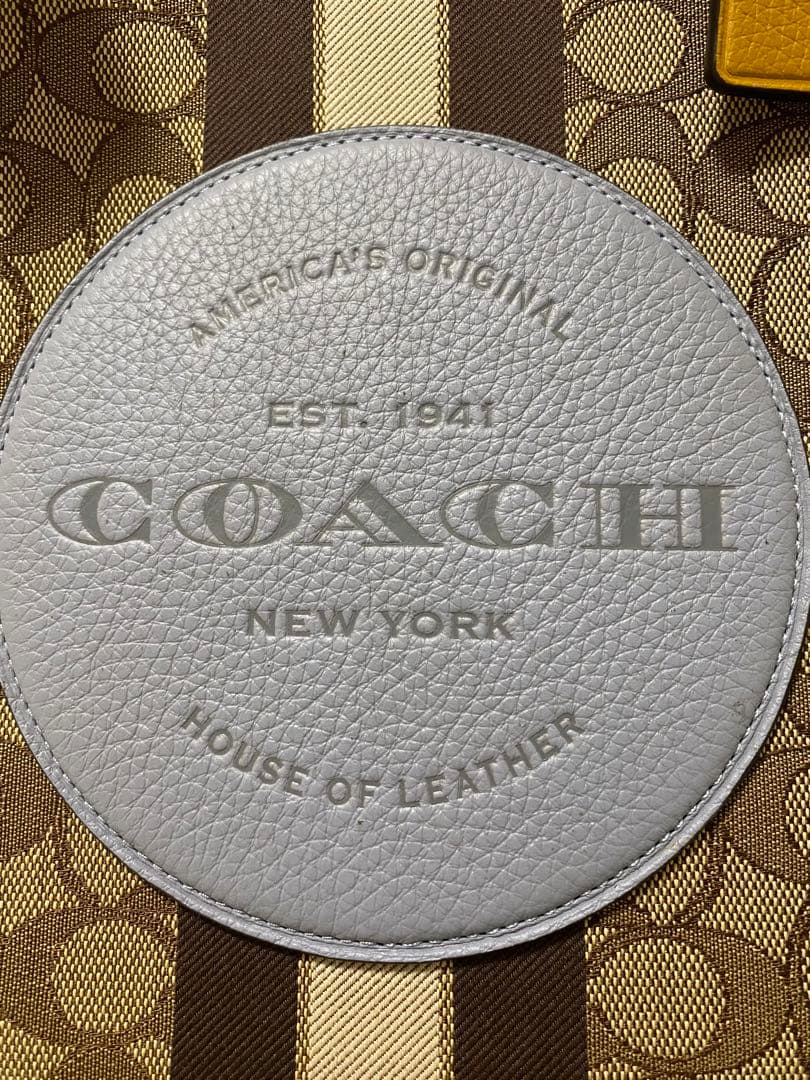 AMERICA'S ORIGINAL
EST. 1941
COACH
NEW YORK
HOUSE OF LEATHER